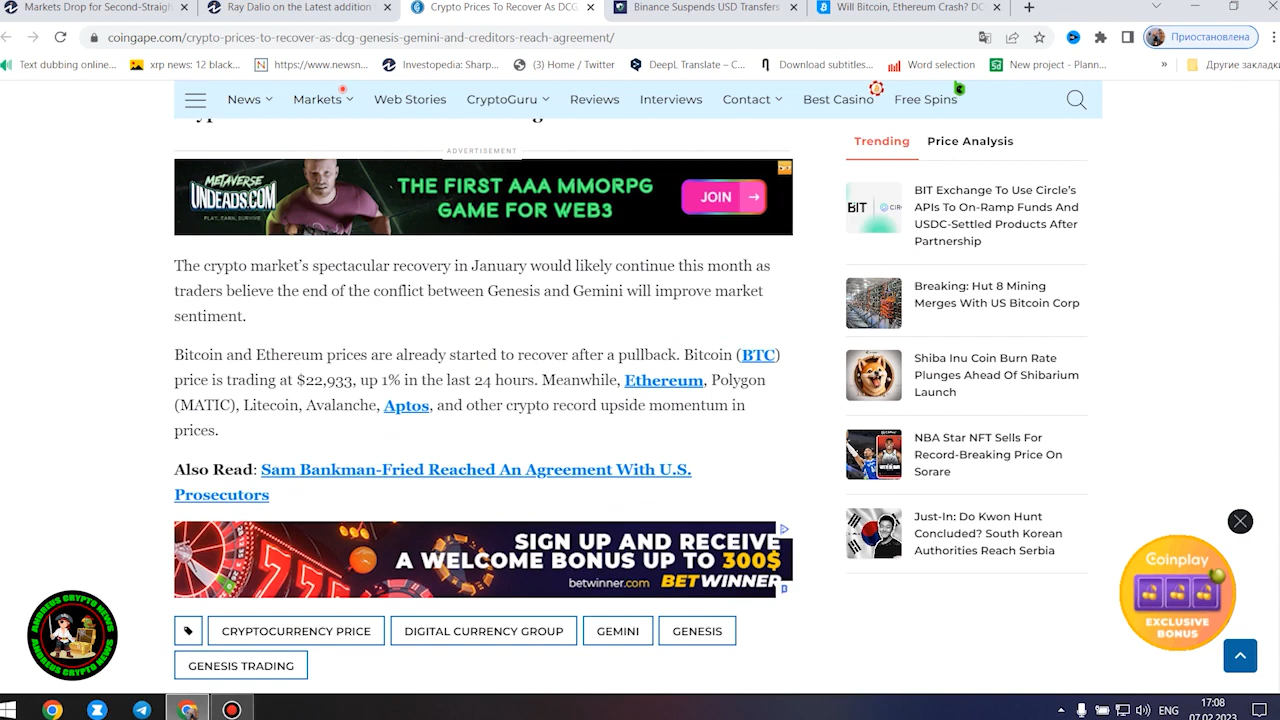 Markets Drop for Second-Straigh
Ray Dalio on the Latest addition
Crypto Prices To Recover As DCG,
Binance Suspends USD Transfers
Will Bitcoin, Ethereum Crash? DC
coingape.com/crypto-prices-to-recover-as-dcg-genesis-gemini-and-creditors-reach-agreement/
Приостановлена
Text dubbing online...
xrp news: 12 black...
https://www.newsn...
Investopedia: Sharp...
(3) Home / Twitter
DeepL Translate – C...
Download subtitles...
Word selection
New project - Plann...
»
Другие закладки
News
Markets
Web Stories
CryptoGuru
Reviews
Interviews
Contact
Best Casino
Free Spins
ADVERTISEMENT
METAVERSE
UNDEADS.COM
PLAY, EARN, SURVIVE
THE FIRST AAA MMORPG
GAME FOR WEB3
JOIN →
The crypto market's spectacular recovery in January would likely continue this month as
traders believe the end of the conflict between Genesis and Gemini will improve market
sentiment.
Bitcoin and Ethereum prices are already started to recover after a pullback. Bitcoin (BTC)
price is trading at $22,933, up 1% in the last 24 hours. Meanwhile, Ethereum, Polygon
(MATIC), Litecoin, Avalanche, Aptos, and other crypto record upside momentum in
prices.
Also Read: Sam Bankman-Fried Reached An Agreement With U.S.
Prosecutors
SIGN UP AND RECEIVE
A WELCOME BONUS UP TO 300$
betwinner.com BETWINNER
CRYPTOCURRENCY PRICE
DIGITAL CURRENCY GROUP
GEMINI
GENESIS
GENESIS TRADING
Trending
Price Analysis
BIT
CIR
BIT Exchange To Use Circle's
APIs To On-Ramp Funds And
USDC-Settled Products After
Partnership
Breaking: Hut 8 Mining
Merges With US Bitcoin Corp
Shiba Inu Coin Burn Rate
Plunges Ahead Of Shibarium
Launch
NBA Star NFT Sells For
Record-Breaking Price On
Sorare
Just-In: Do Kwon Hunt
Concluded? South Korean
Authorities Reach Serbia
Coinplay
EXCLUSIVE
BONUS
ANDREUS CRYPTO NEWS
ANDREUS CRYPTO NEWS
ENG
17:08
07.02.2023